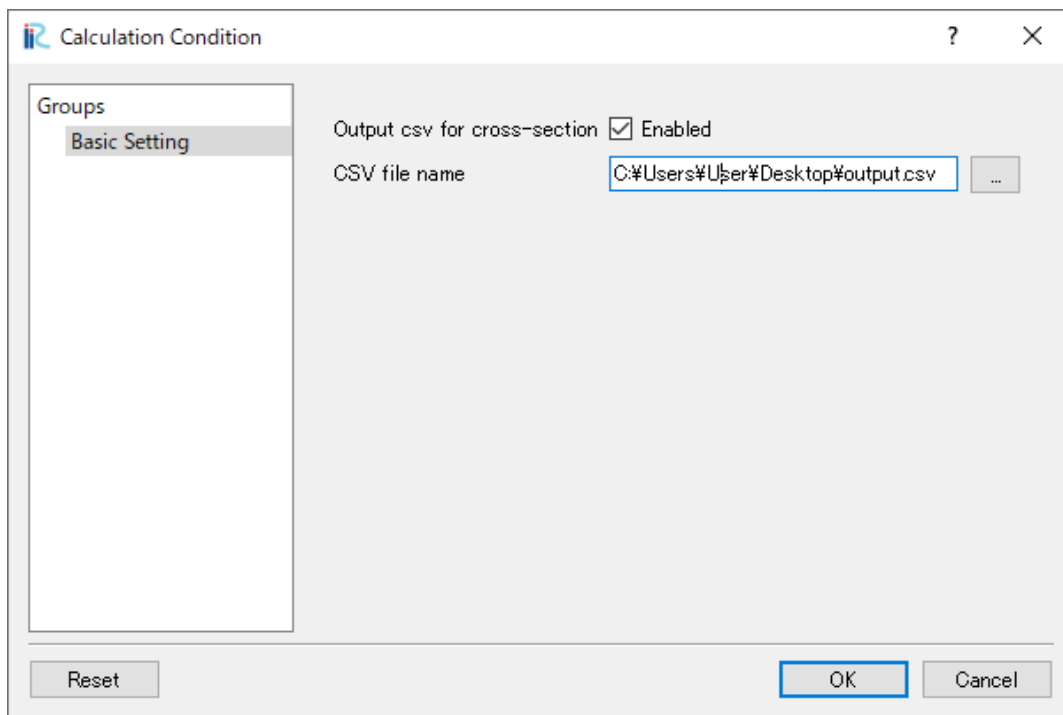 iRC Calculation Condition ? ×
Groups
Basic Setting
Output csv for cross-section Enabled
CSV file name C:¥Users¥User¥Desktop¥output.csv ...
Reset OK Cancel